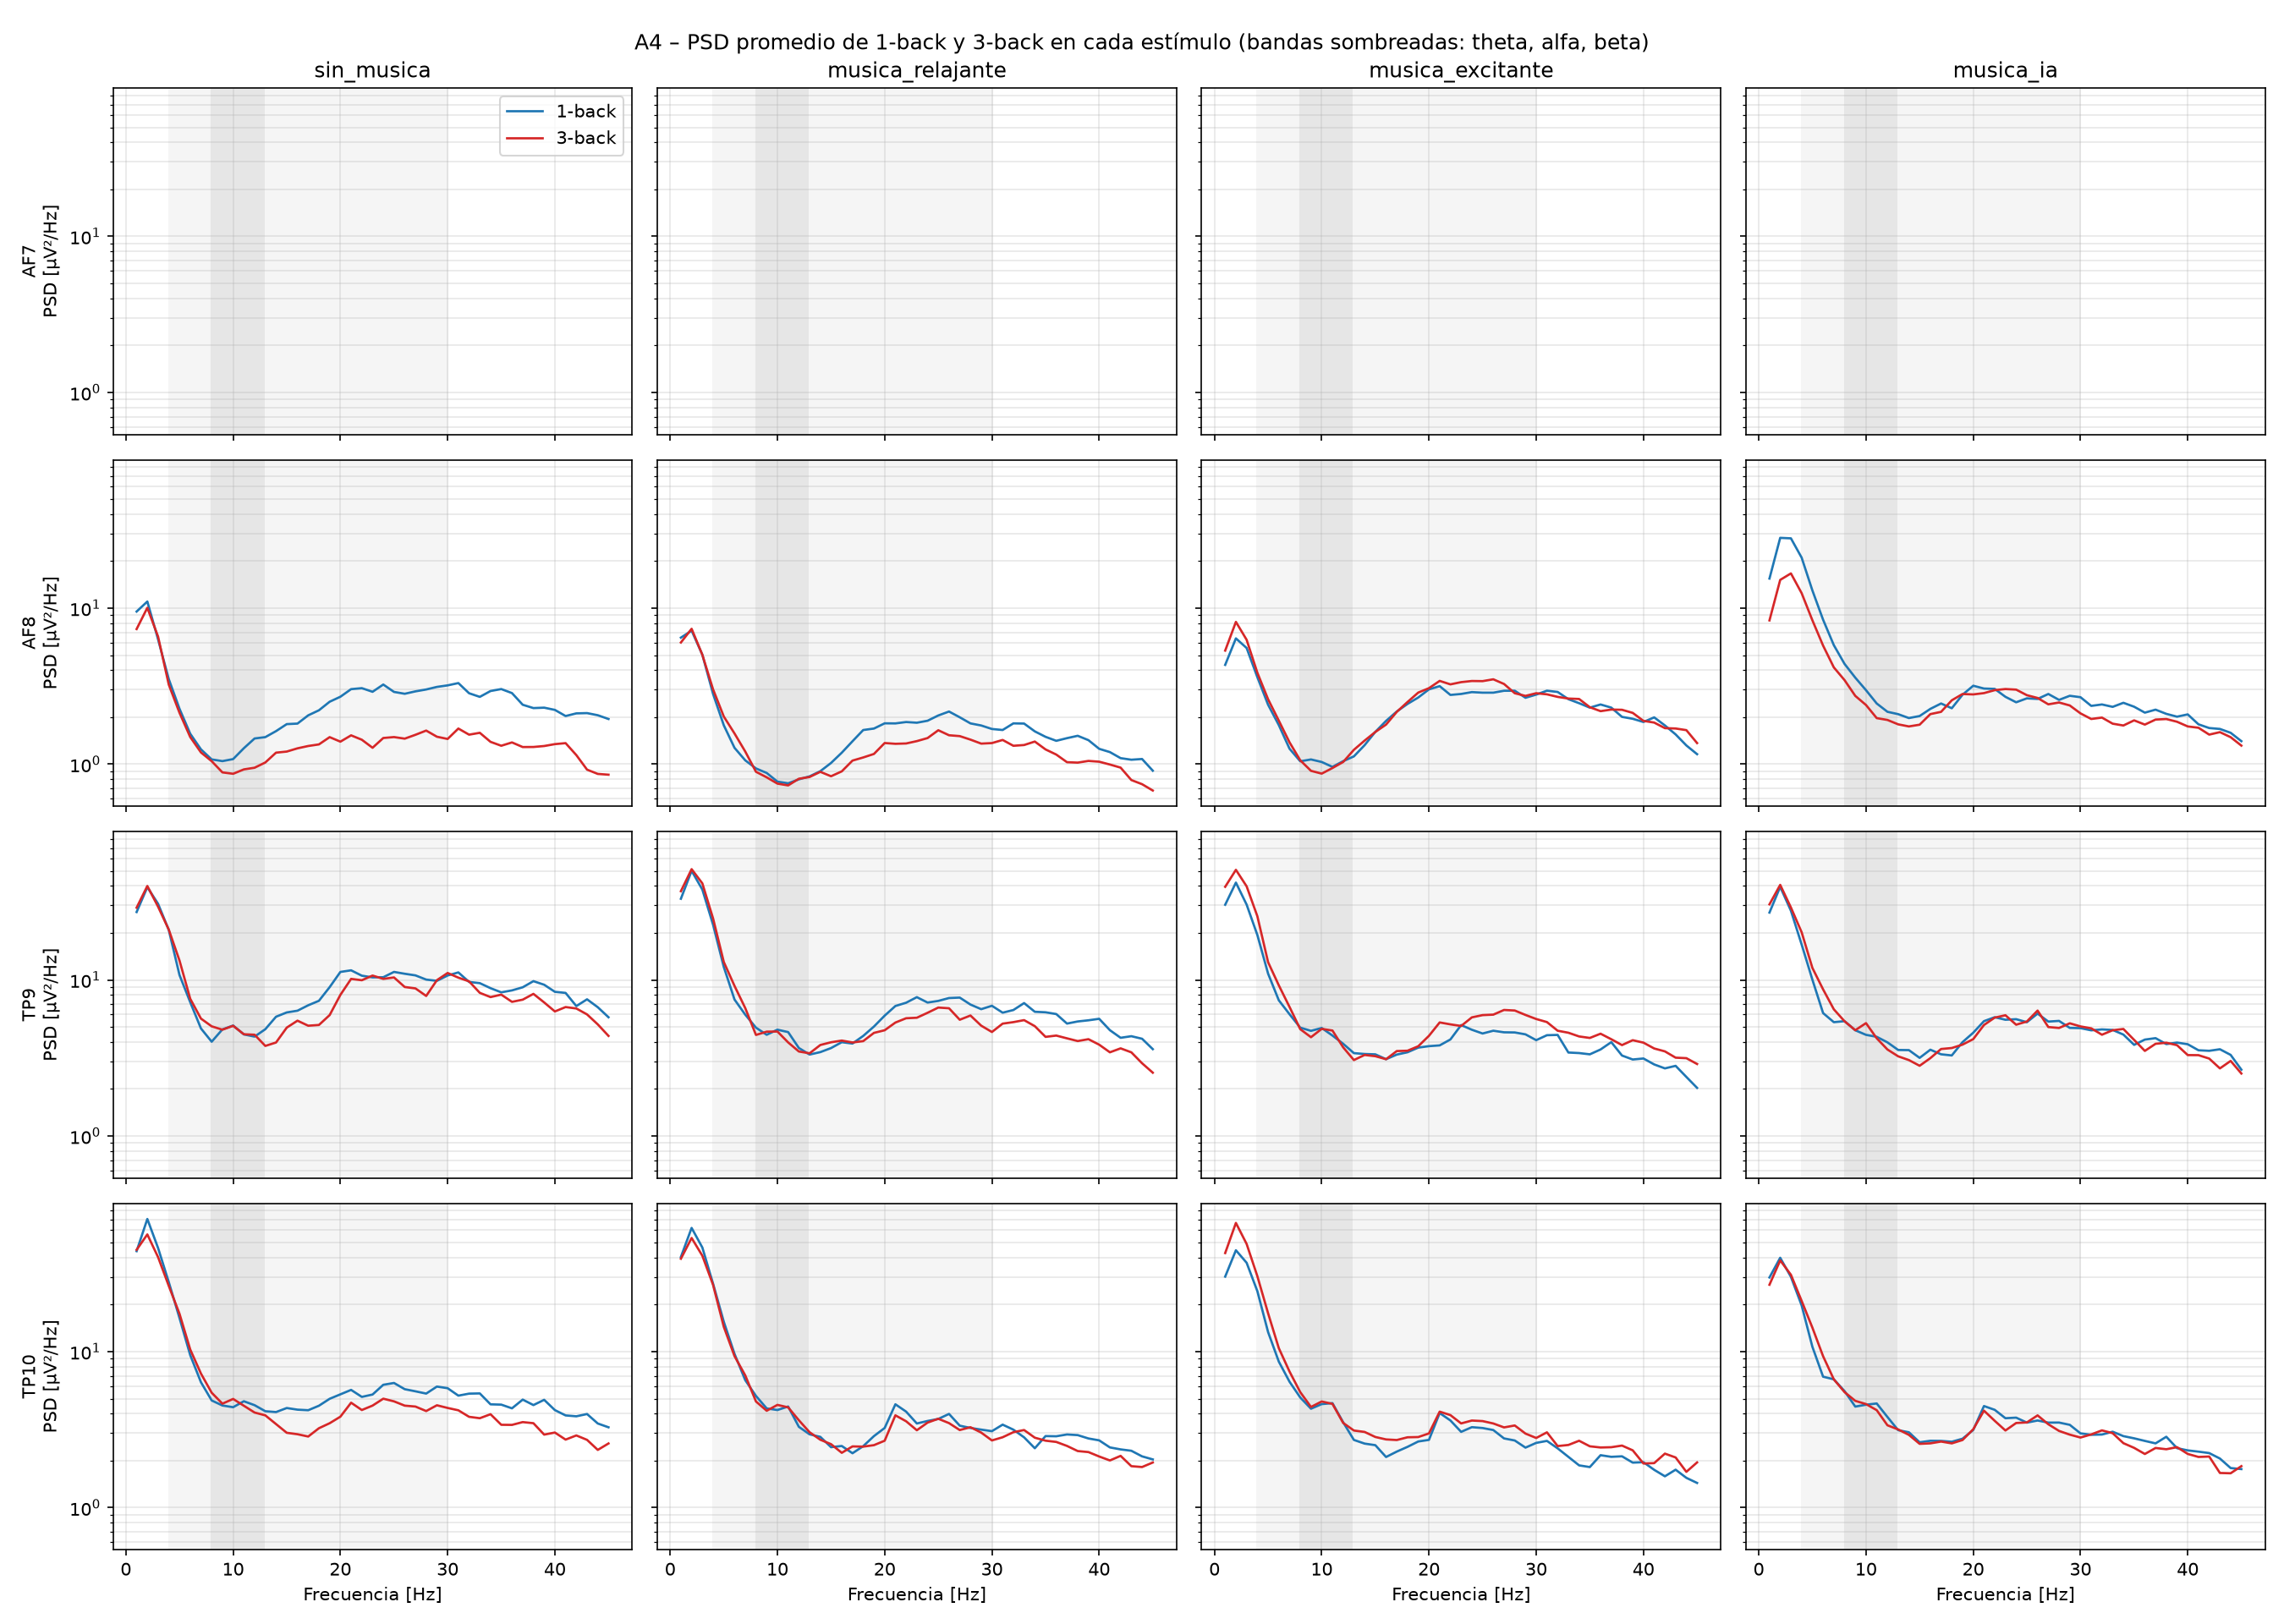 A4 – PSD promedio de 1-back y 3-back en cada estímulo (bandas sombreadas: theta, alfa, beta)
sin_musica
musica_relajante
musica_excitante
musica_ia
1-back
3-back
AF7
PSD [µV²/Hz]
10¹
10⁰
AF8
PSD [µV²/Hz]
10¹
10⁰
TP9
PSD [µV²/Hz]
10¹
10⁰
TP10
PSD [µV²/Hz]
10¹
10⁰
0 10 20 30 40
Frecuencia [Hz]
0 10 20 30 40
Frecuencia [Hz]
0 10 20 30 40
Frecuencia [Hz]
0 10 20 30 40
Frecuencia [Hz]